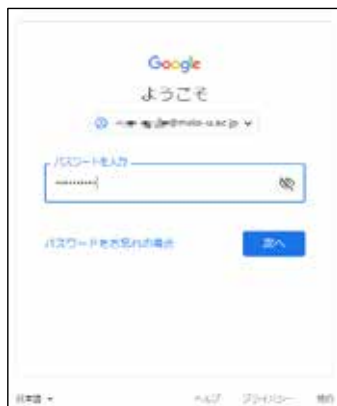 Google
ようこそ
パスワードを入力
パスワードをお忘れの場合
次へ
日本語
ヘルプ プライバシー 規約